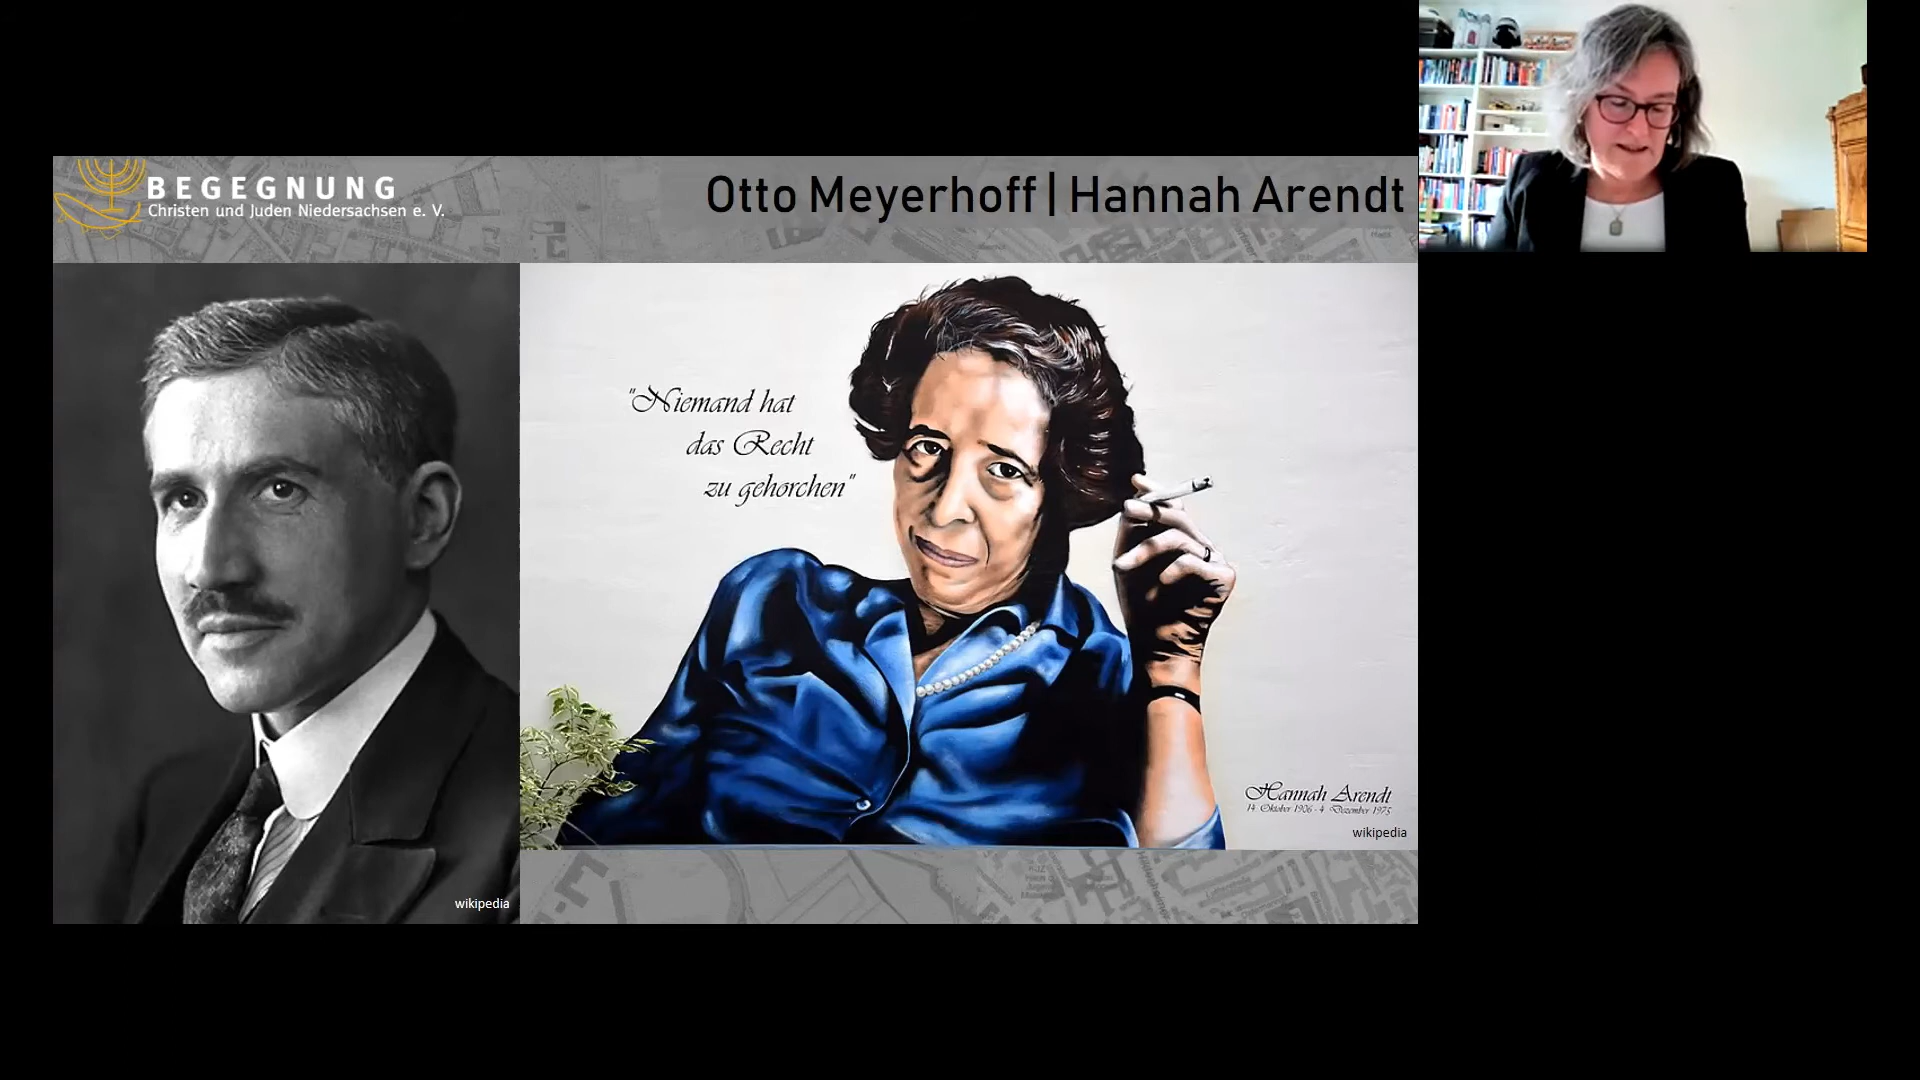 BEGEGNUNG
Christen und Juden Niedersachsen e. V.
Otto Meyerhoff | Hannah Arendt
"Niemand hat
das Recht
zu gehorchen"
Hannah Arendt
14. Oktober 1906 - 4. Dezember 1975
wikipedia
wikipedia